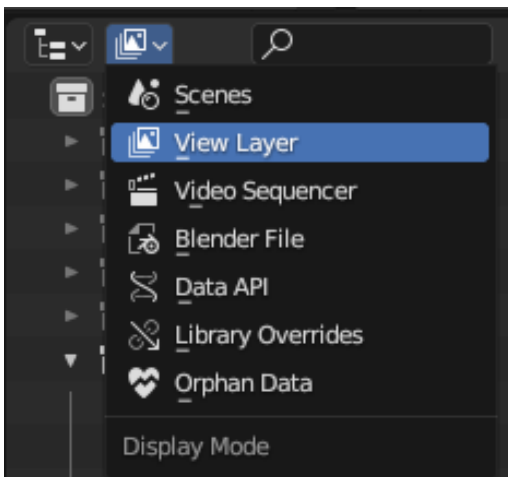 Scenes
View Layer
Video Sequencer
Blender File
Data API
Library Overrides
Orphan Data
Display Mode